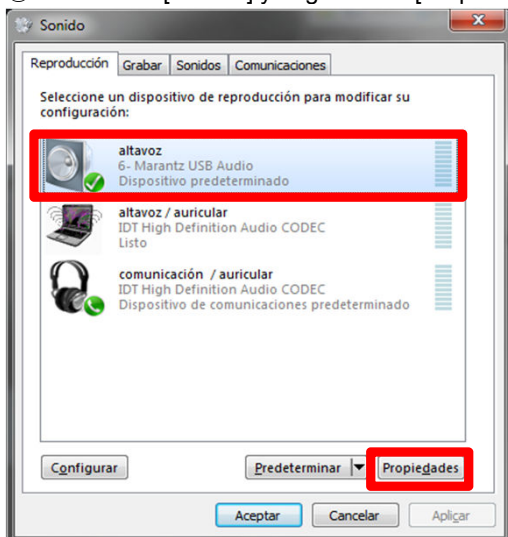 Sonido
Reproducción Grabar Sonidos Comunicaciones
Seleccione un dispositivo de reproducción para modificar su
configuración:
altavoz
6- Marantz USB Audio
Dispositivo predeterminado
altavoz / auricular
IDT High Definition Audio CODEC
Listo
comunicación / auricular
IDT High Definition Audio CODEC
Dispositivo de comunicaciones predeterminado
Configurar Predeterminar Propiedades
Aceptar Cancelar Aplicar